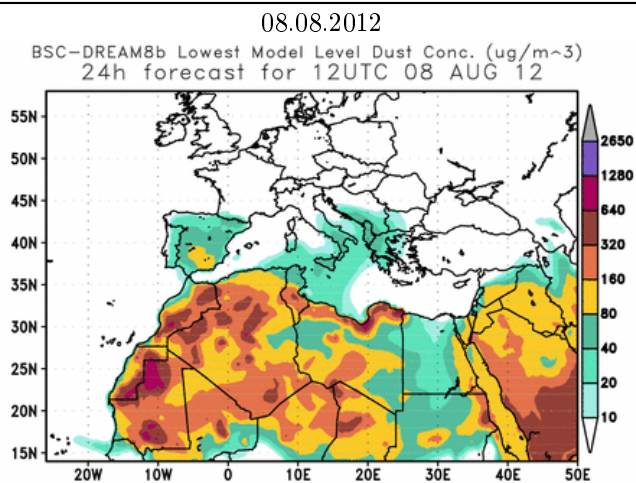 08.08.2012
BSC-DREAM8b Lowest Model Level Dust Conc. (ug/m^3)
24h forecast for 12UTC 08 AUG 12
55N
50N
45N
40N
35N
30N
25N
20N
15N
20W 10W 0 10E 20E 30E 40E 50E
2650
1280
640
320
160
80
40
20
10